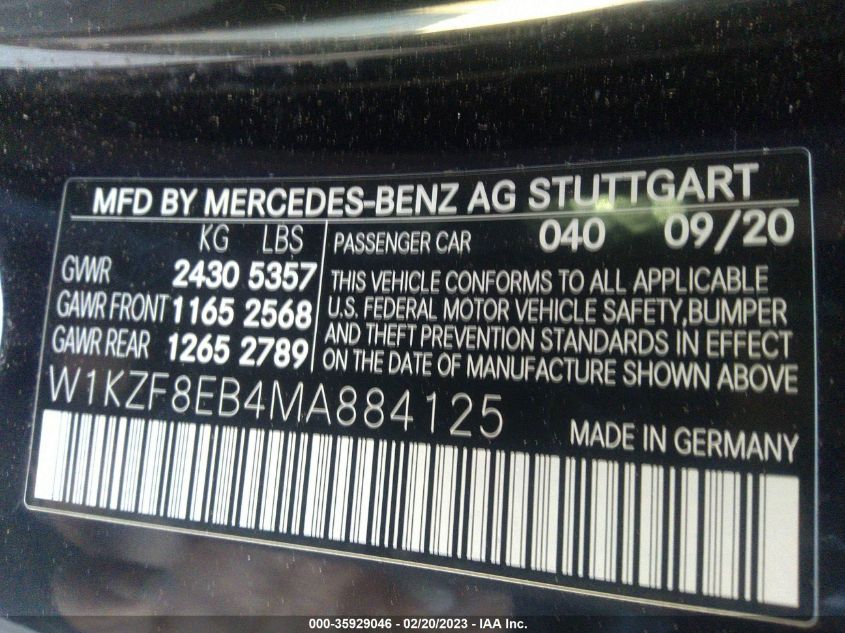 MFD BY MERCEDES-BENZ AG STUTTGART
KG LBS
GVWR 2430 5357
GAWR FRONT 1165 2568
GAWR REAR 1265 2789
PASSENGER CAR 040 09/20
THIS VEHICLE CONFORMS TO ALL APPLICABLE
U.S. FEDERAL MOTOR VEHICLE SAFETY,BUMPER
AND THEFT PREVENTION STANDARDS IN EFFECT
ON THE DATE OF MANUFACTURE SHOWN ABOVE
W1KZF8EB4MA884125
MADE IN GERMANY
000-35929046 - 02/20/2023 - IAA Inc.